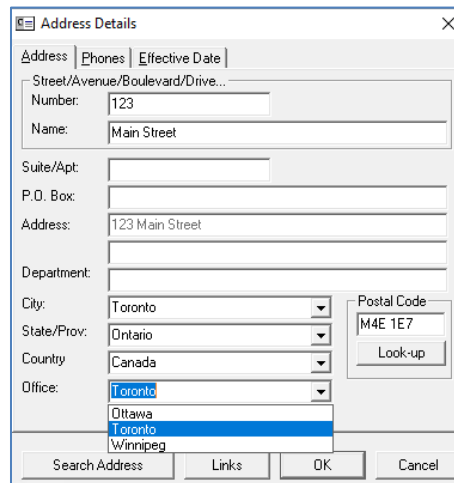 Address Details
Address Phones Effective Date
Street/Avenue/Boulevard/Drive...
Number: 123
Name: Main Street
Suite/Apt:
P.O. Box:
Address: 123 Main Street
Department:
City: Toronto
Postal Code
State/Prov: Ontario
M4E 1E7
Country Canada
Look-up
Office: Toronto
Ottawa
Toronto
Winnipeg
Search Address Links OK Cancel